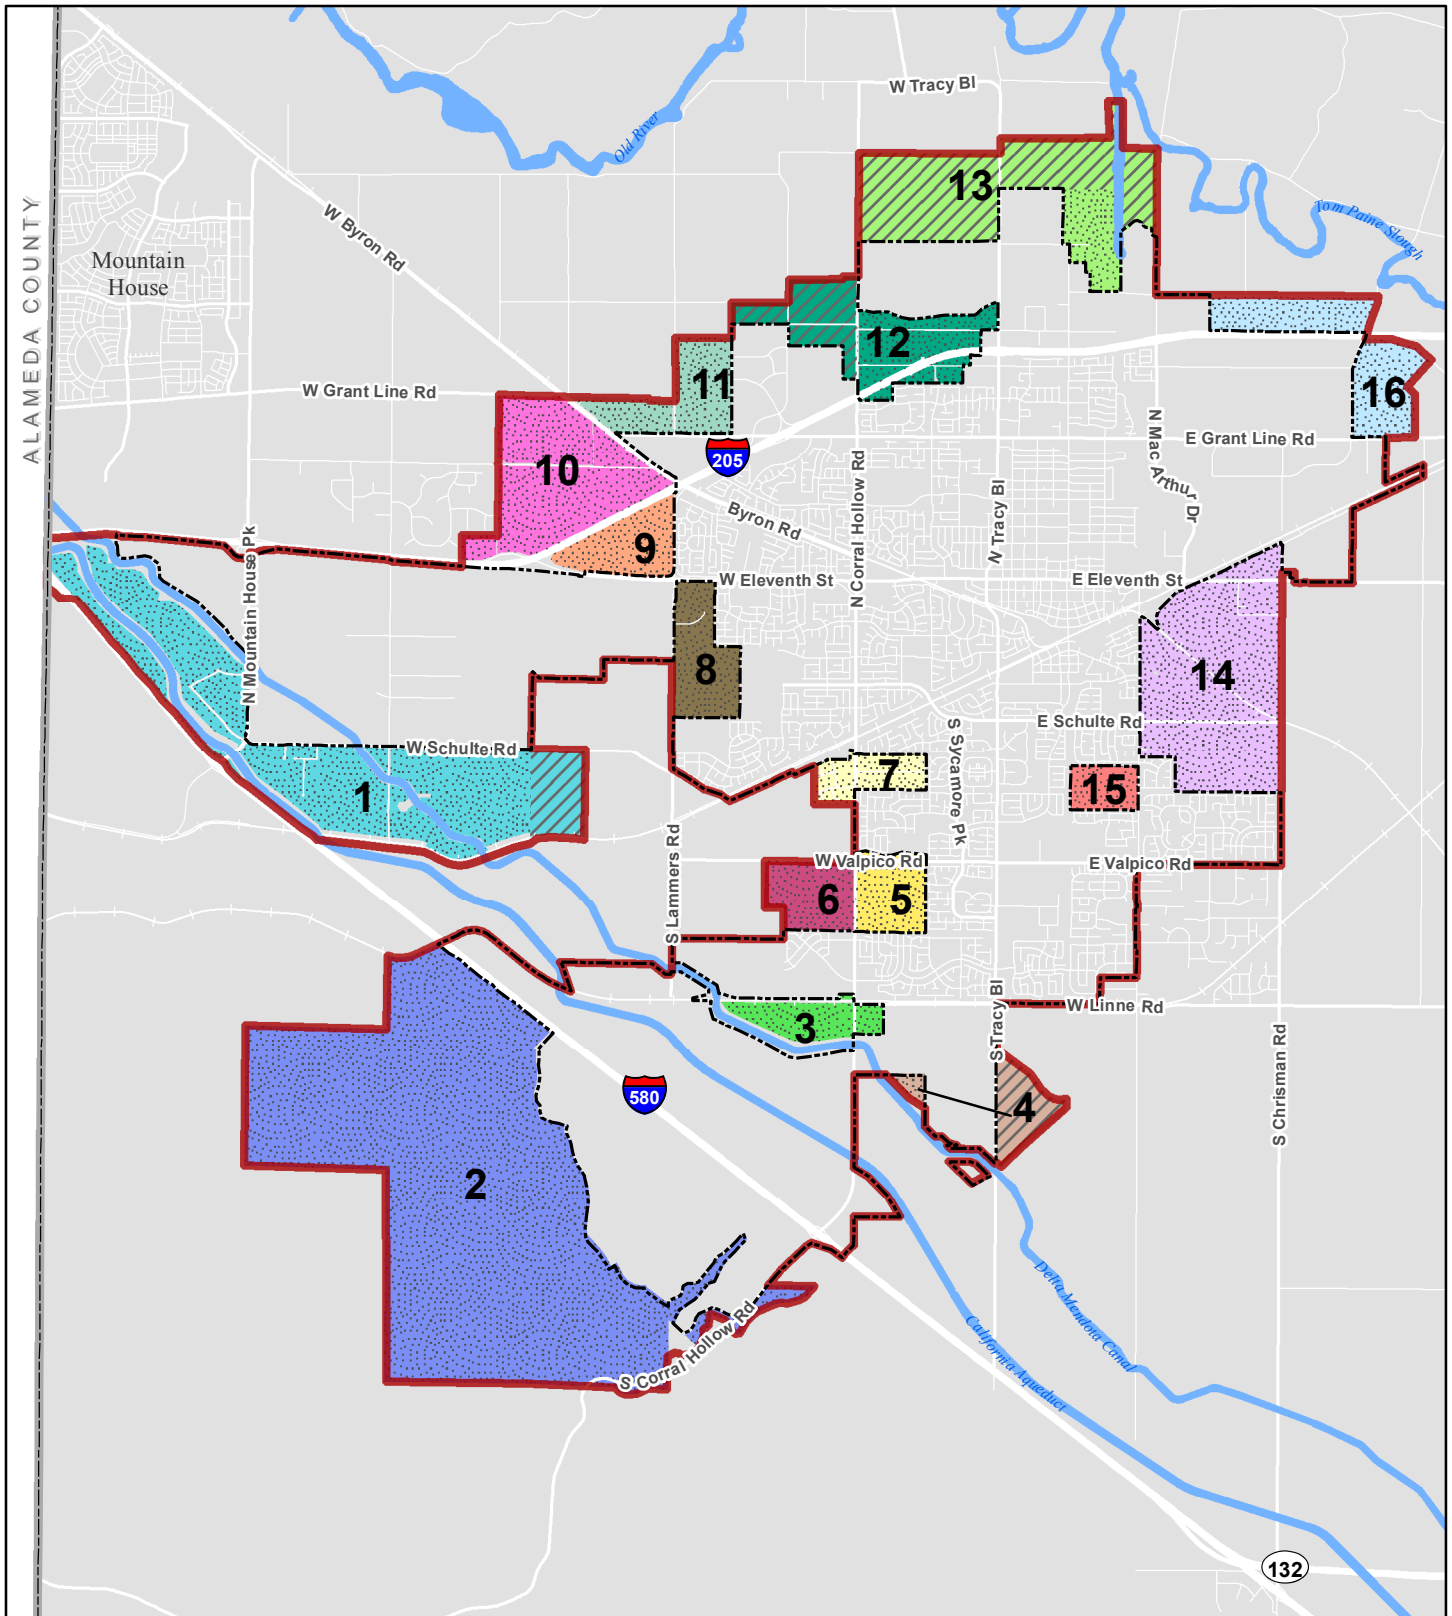 W Tracy Bl
Old River
13
Tom Paine Slough
ALAMEDA COUNTY
W Byron Rd
Mountain
House
12
11
16
W Grant Line Rd
N Mac Arthur Dr
E Grant Line Rd
10
205
N Corral Hollow Rd
N Tracy Bl
Byron Rd
9
N Mountain House Pk
W Eleventh St
E Eleventh St
8
14
S Sycamore Pk
E Schulte Rd
W Schulte Rd
7
15
1
S Lammers Rd
W Valpico Rd
E Valpico Rd
6
5
S Tracy Bl
W Linne Rd
3
S Chrisman Rd
580
4
2
Delta Mendota Canal
California Aqueduct
S Corral Hollow Rd
132